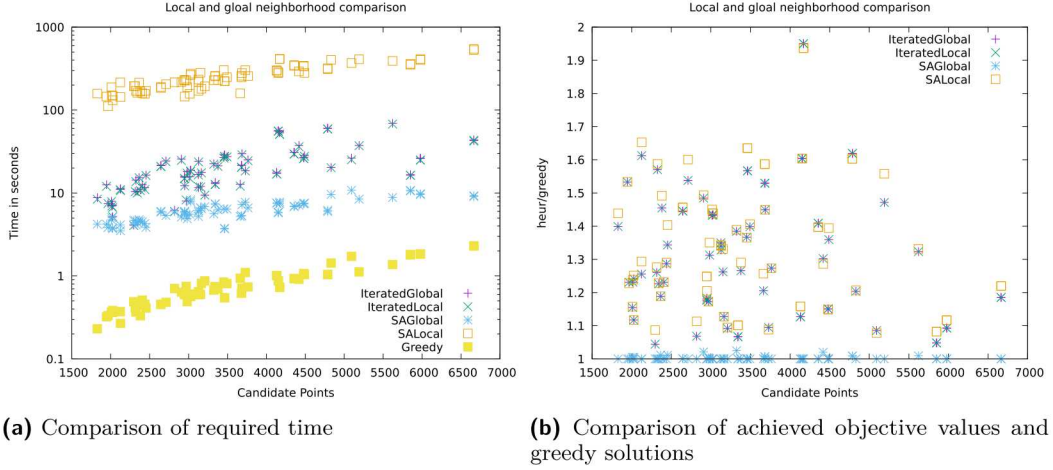 Local and gloal neighborhood comparison
1000
100
10
1
0.1
Time in seconds
IteratedGlobal
IteratedLocal
SAGlobal
SALocal
Greedy
1500 2000 2500 3000 3500 4000 4500 5000 5500 6000 6500 7000
Candidate Points
(a) Comparison of required time
Local and gloal neighborhood comparison
2
1.9
1.8
1.7
1.6
1.5
1.4
1.3
1.2
1.1
1
heur/greedy
IteratedGlobal
IteratedLocal
SAGlobal
SALocal
1500 2000 2500 3000 3500 4000 4500 5000 5500 6000 6500 7000
Candidate Points
(b) Comparison of achieved objective values and
greedy solutions